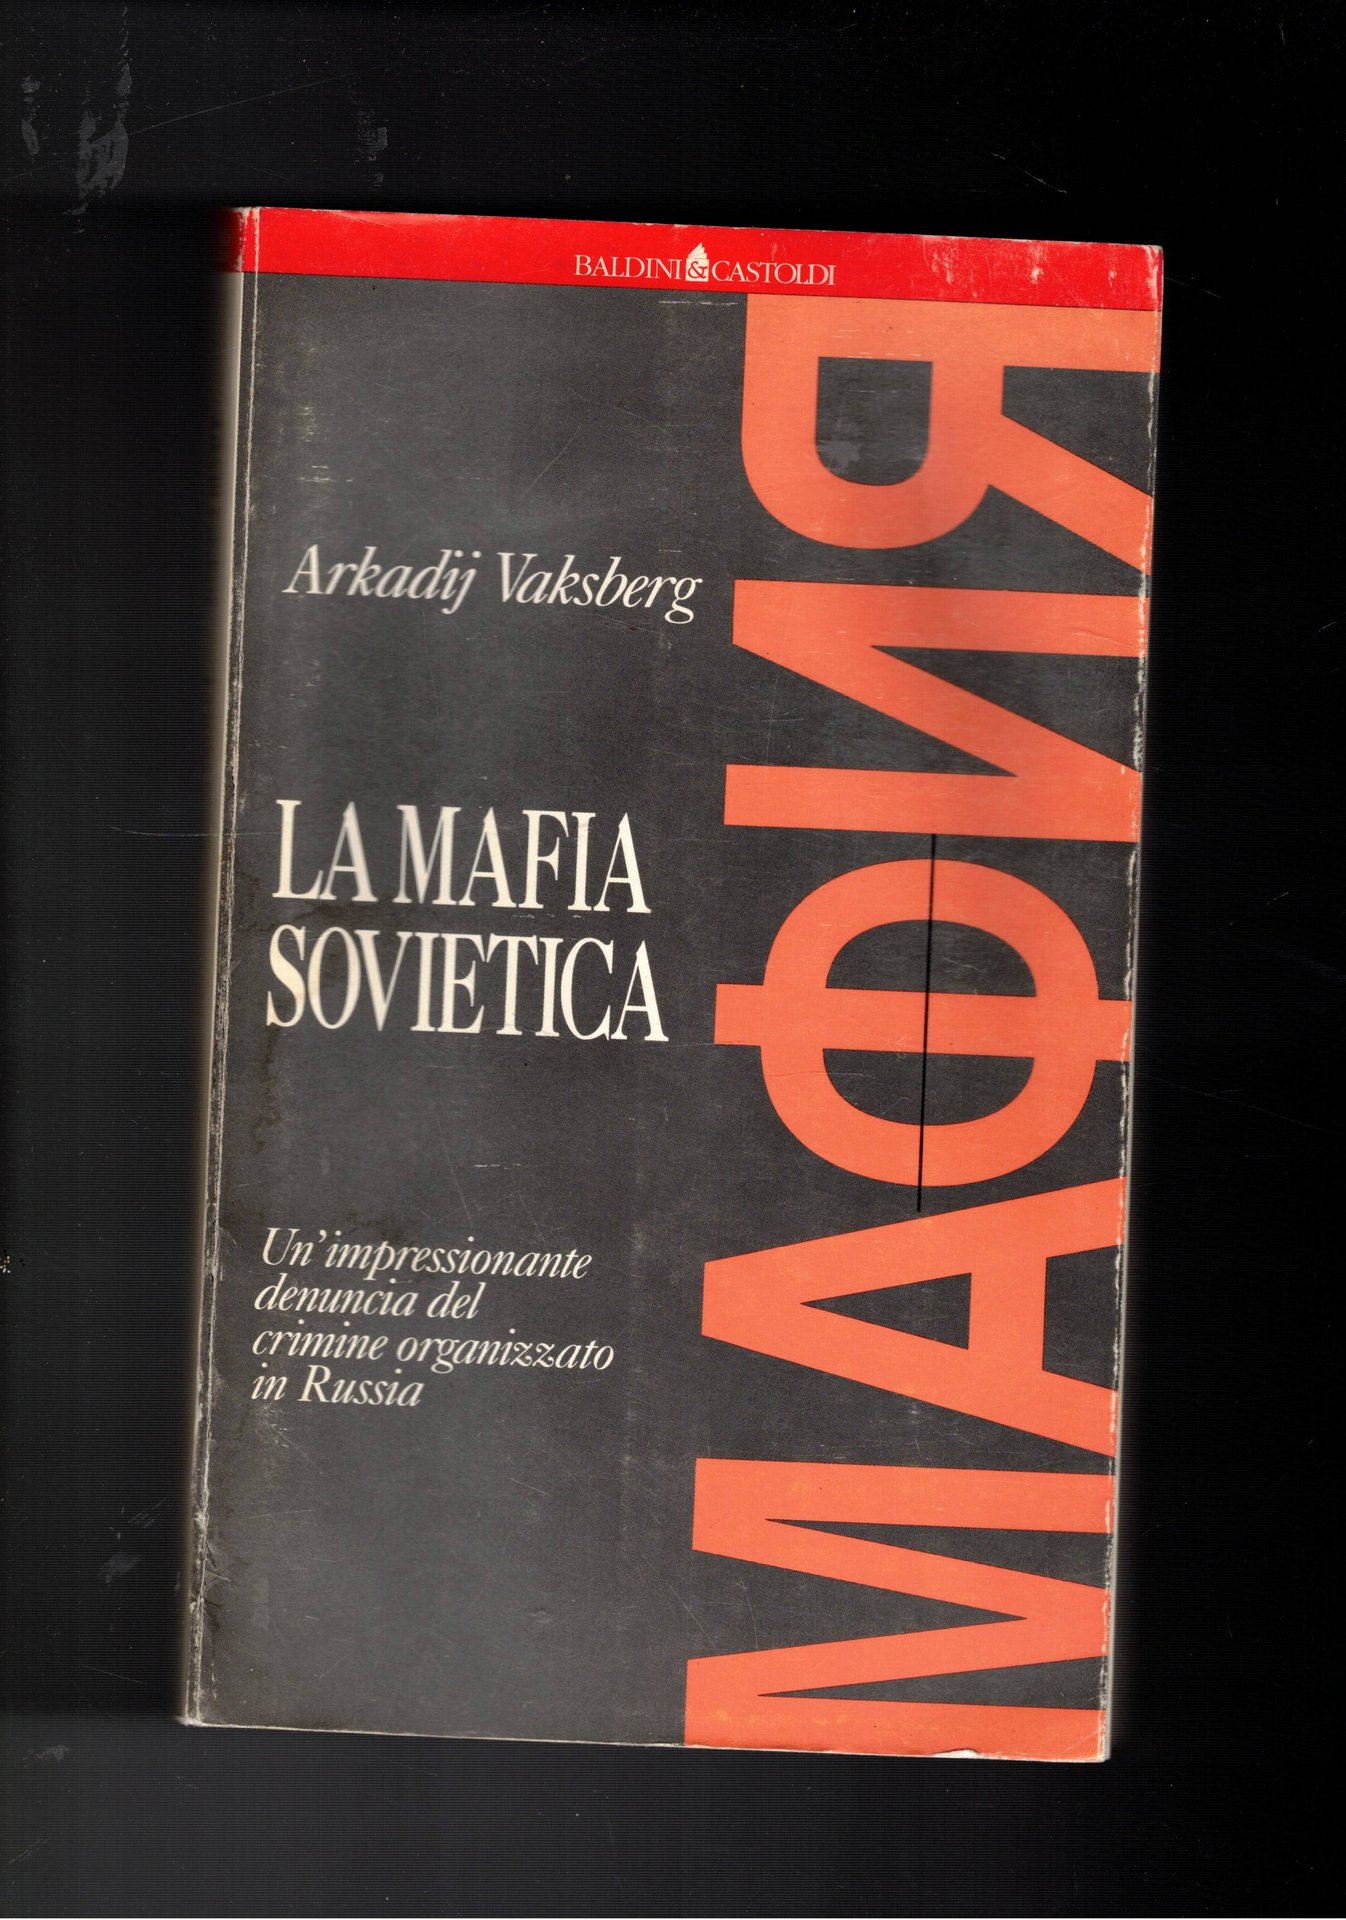 BALDINI & CASTOLDI
Arkadij Vaksberg
LA MAFIA
SOVIETICA
Un'impressionante
denuncia del
crimine organizzato
in Russia
МАФИЯ